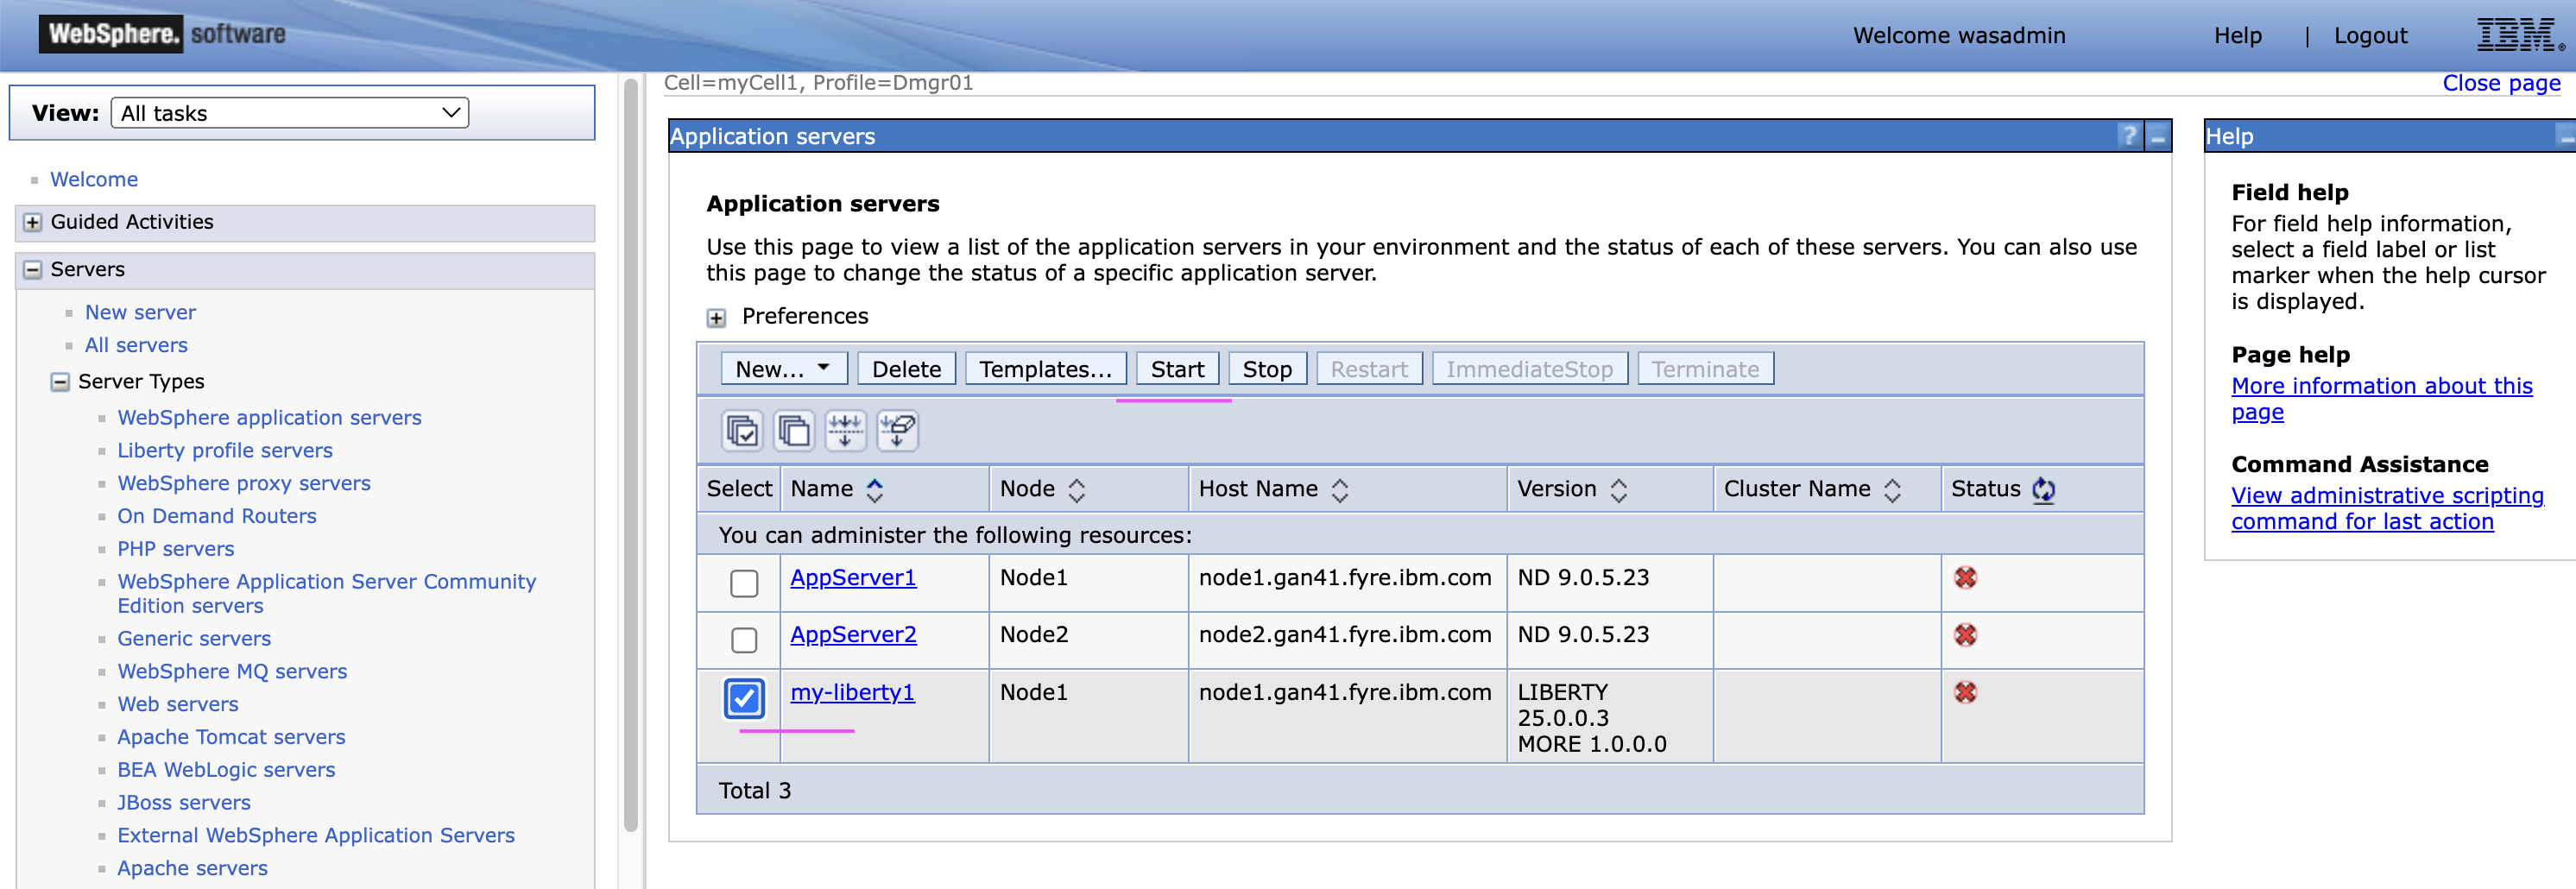 WebSphere. software
Welcome wasadmin
Help | Logout
IBM®
View: All tasks
Welcome
Guided Activities
Servers
New server
All servers
Server Types
WebSphere application servers
Liberty profile servers
WebSphere proxy servers
On Demand Routers
PHP servers
WebSphere Application Server Community
Edition servers
Generic servers
WebSphere MQ servers
Web servers
Apache Tomcat servers
BEA WebLogic servers
JBoss servers
External WebSphere Application Servers
Apache servers
Cell=myCell1, Profile=Dmgr01
Close page
Application servers
?
Application servers
Use this page to view a list of the application servers in your environment and the status of each of these servers. You can also use
this page to change the status of a specific application server.
Preferences
New... Delete Templates... Start Stop Restart ImmediateStop Terminate
Select Name Node Host Name Version Cluster Name Status
You can administer the following resources:
AppServer1 Node1 node1.gan41.fyre.ibm.com ND 9.0.5.23
AppServer2 Node2 node2.gan41.fyre.ibm.com ND 9.0.5.23
my-liberty1 Node1 node1.gan41.fyre.ibm.com LIBERTY
25.0.0.3
MORE 1.0.0.0
Total 3
Help
Field help
For field help information,
select a field label or list
marker when the help cursor
is displayed.
Page help
More information about this
page
Command Assistance
View administrative scripting
command for last action